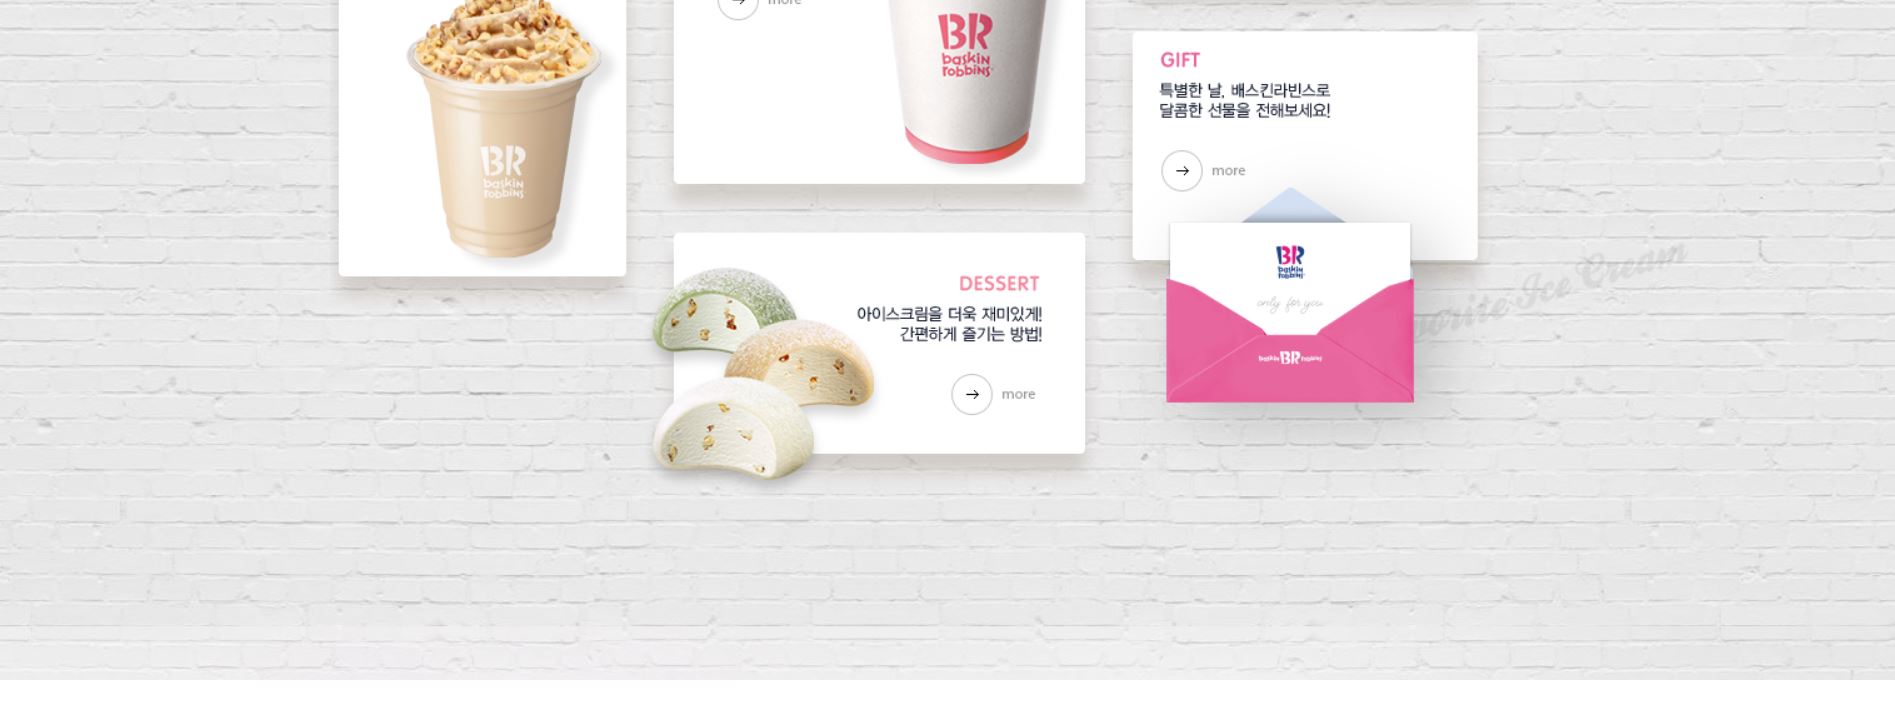 more
BR
baskin
robbins
BR
baskin
robbins
GIFT
특별한 날, 배스킨라빈스로
달콤한 선물을 전해보세요!
more
BR
baskin
robbins
only for you
baskin BR robbins
DESSERT
아이스크림을 더욱 재미있게!
간편하게 즐기는 방법!
more
Ice Cream